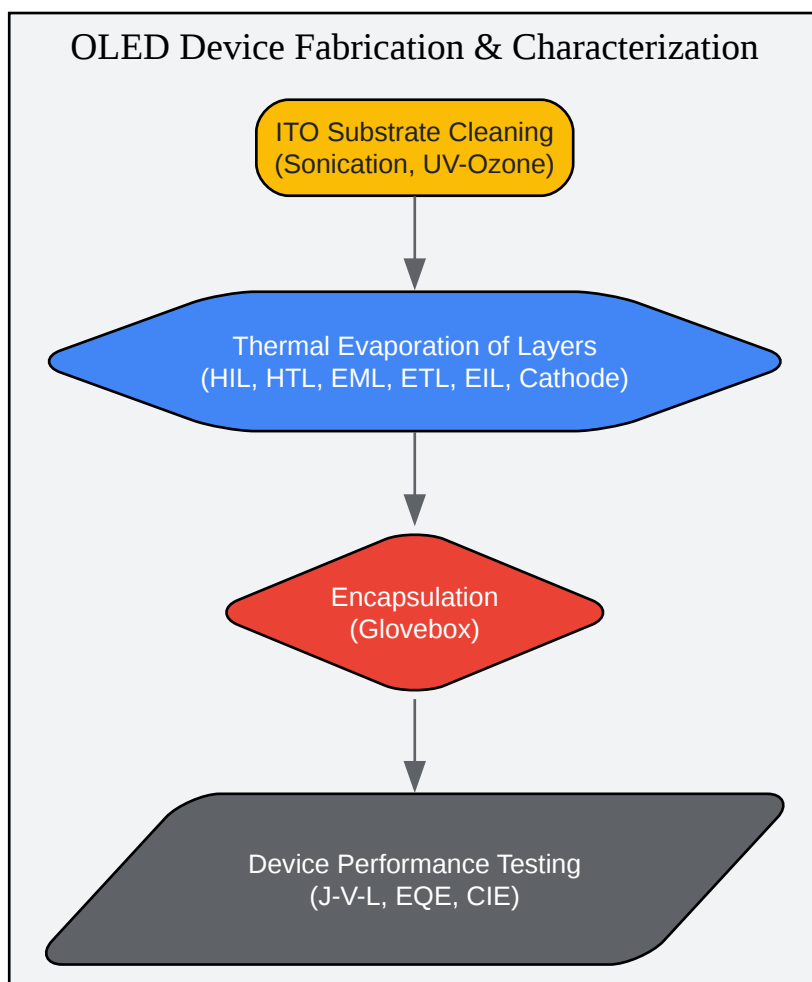 OLED Device Fabrication & Characterization
ITO Substrate Cleaning
(Sonication, UV-Ozone)
Thermal Evaporation of Layers
(HIL, HTL, EML, ETL, EIL, Cathode)
Encapsulation
(Glovebox)
Device Performance Testing
(J-V-L, EQE, CIE)